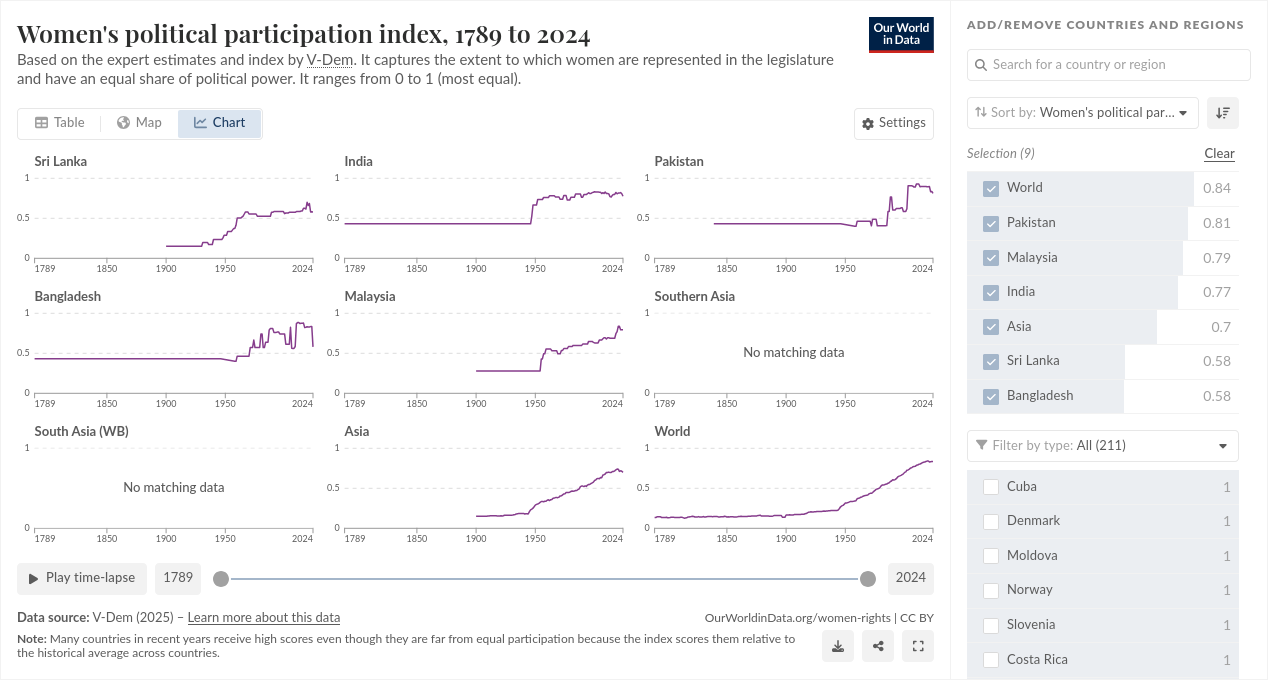 Women's political participation index, 1789 to 2024
Based on the expert estimates and index by V-Dem. It captures the extent to which women are represented in the legislature
and have an equal share of political power. It ranges from 0 to 1 (most equal).
Our World
in Data
Table
Map
Chart
Settings
Sri Lanka
1
0.5
0
1789 1850 1900 1950 2024
India
1
0.5
0
1789 1850 1900 1950 2024
Pakistan
1
0.5
0
1789 1850 1900 1950 2024
Bangladesh
1
0.5
0
1789 1850 1900 1950 2024
Malaysia
1
0.5
0
1789 1850 1900 1950 2024
Southern Asia
1
No matching data
0
1789 1850 1900 1950 2024
South Asia (WB)
1
No matching data
0
1789 1850 1900 1950 2024
Asia
1
0.5
0
1789 1850 1900 1950 2024
World
1
0.5
0
1789 1850 1900 1950 2024
Play time-lapse
1789
2024
Data source: V-Dem (2025) – Learn more about this data
OurWorldinData.org/women-rights | CC BY
Note: Many countries in recent years receive high scores even though they are far from equal participation because the index scores them relative to
the historical average across countries.
ADD/REMOVE COUNTRIES AND REGIONS
Search for a country or region
Sort by: Women's political par...
Selection (9)
Clear
World 0.84
Pakistan 0.81
Malaysia 0.79
India 0.77
Asia 0.7
Sri Lanka 0.58
Bangladesh 0.58
Filter by type: All (211)
Cuba 1
Denmark 1
Moldova 1
Norway 1
Slovenia 1
Costa Rica 1